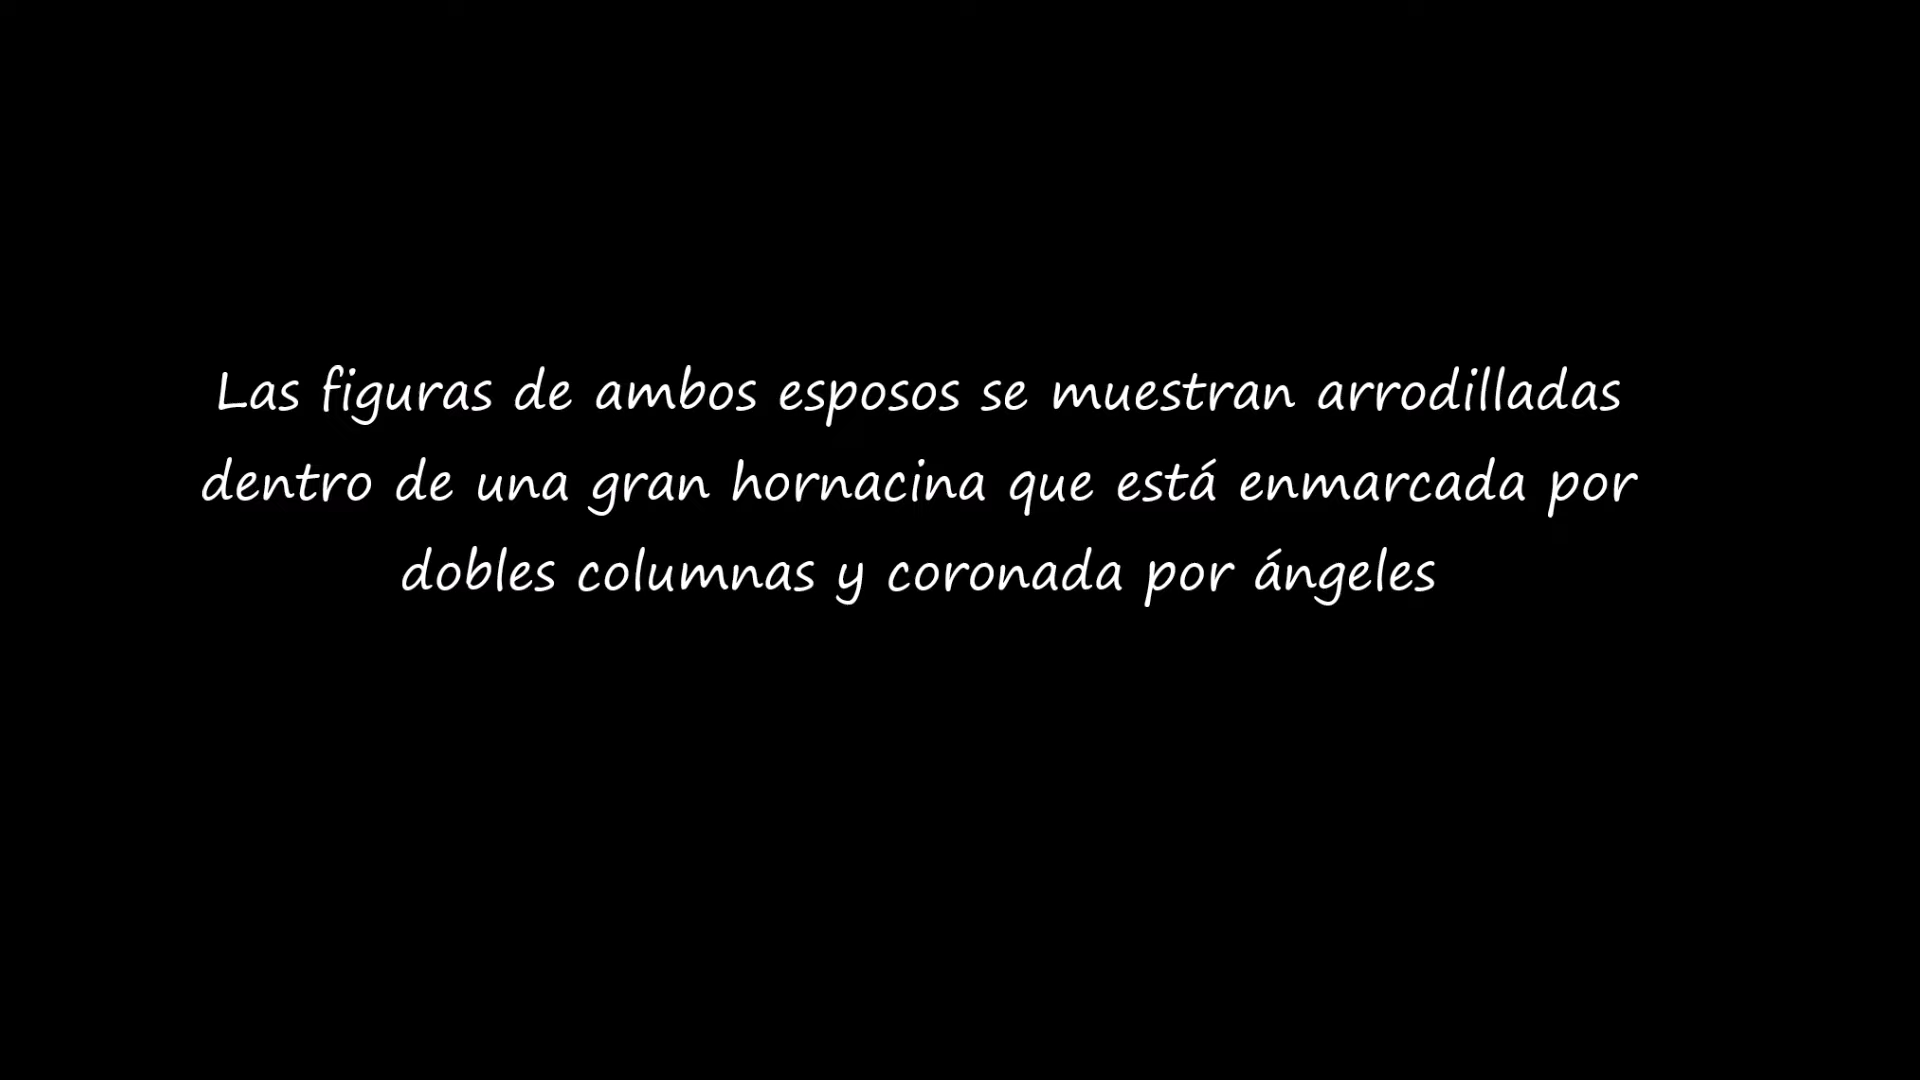 Las figuras de ambos esposos se muestran arrodilladas
dentro de una gran hornacina que está enmarcada por
dobles columnas y coronada por ángeles